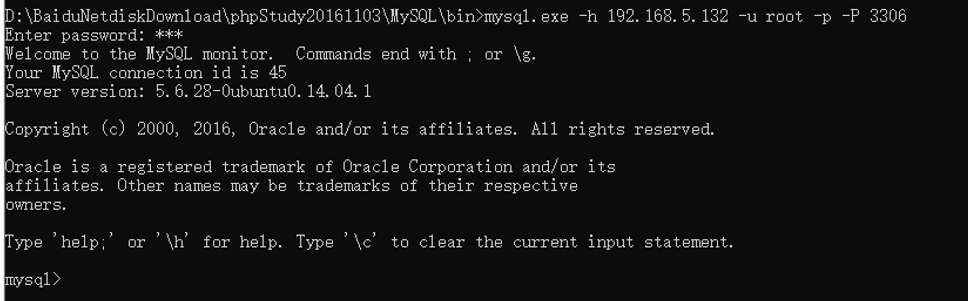 D:\BaiduNetdiskDownload\phpStudy20161103\MySQL\bin>mysql.exe -h 192.168.5.132 -u root -p -P 3306
Enter password: ***
Welcome to the MySQL monitor.  Commands end with ; or \g.
Your MySQL connection id is 45
Server version: 5.6.28-0ubuntu0.14.04.1
Copyright (c) 2000, 2016, Oracle and/or its affiliates. All rights reserved.
Oracle is a registered trademark of Oracle Corporation and/or its
affiliates. Other names may be trademarks of their respective
owners.
Type 'help;' or '\h' for help. Type '\c' to clear the current input statement.
mysql>